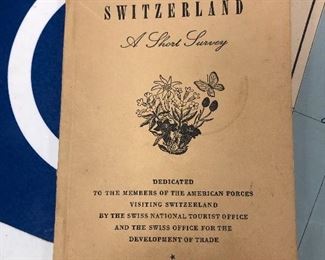 SWITZERLAND
A Short Survey
DEDICATED
TO THE MEMBERS OF THE AMERICAN FORCES
VISITING SWITZERLAND
BY THE SWISS NATIONAL TOURIST OFFICE
AND THE SWISS OFFICE FOR THE
DEVELOPMENT OF TRADE